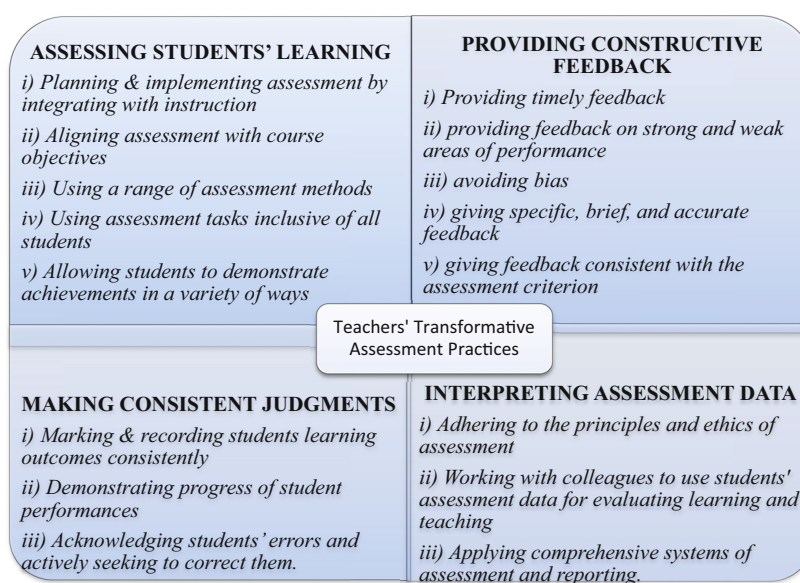 ASSESSING STUDENTS' LEARNING
i) Planning & implementing assessment by
integrating with instruction
ii) Aligning assessment with course
objectives
iii) Using a range of assessment methods
iv) Using assessment tasks inclusive of all
students
v) Allowing students to demonstrate
achievements in a variety of ways
PROVIDING CONSTRUCTIVE
FEEDBACK
i) Providing timely feedback
ii) providing feedback on strong and weak
areas of performance
iii) avoiding bias
iv) giving specific, brief, and accurate
feedback
v) giving feedback consistent with the
assessment criterion
Teachers' Transformative
Assessment Practices
MAKING CONSISTENT JUDGMENTS
i) Marking & recording students learning
outcomes consistently
ii) Demonstrating progress of student
performances
iii) Acknowledging students' errors and
actively seeking to correct them.
INTERPRETING ASSESSMENT DATA
i) Adhering to the principles and ethics of
assessment
ii) Working with colleagues to use students'
assessment data for evaluating learning and
teaching
iii) Applying comprehensive systems of
assessment and reporting.